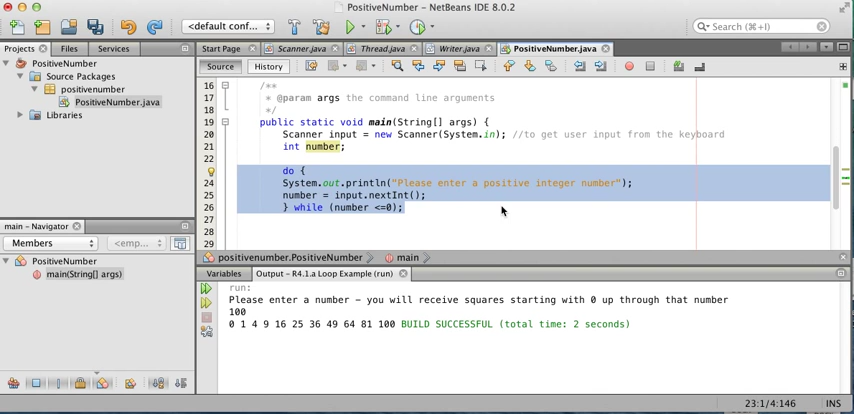 PositiveNumber - NetBeans IDE 8.0.2
<default conf...
Search (⌘+I)
Projects Files Services
Start Page Scanner.java Thread.java Writer.java PositiveNumber.java
Source History
PositiveNumber
Source Packages
positivenumber
PositiveNumber.java
Libraries
16 /**
17 * @param args the command line arguments
18 */
19 public static void main(String[] args) {
20 Scanner input = new Scanner(System.in); //to get user input from the keyboard
21 int number;
22
do {
24 System.out.println("Please enter a positive integer number");
25 number = input.nextInt();
26 } while (number <=0);
27
28
29
main - Navigator
Members <emp...
PositiveNumber
main(String[] args)
positivenumber.PositiveNumber main
Variables Output - R4.1.a Loop Example (run)
run:
Please enter a number - you will receive squares starting with 0 up through that number
100
0 1 4 9 16 25 36 49 64 81 100 BUILD SUCCESSFUL (total time: 2 seconds)
23:1/4:146 INS